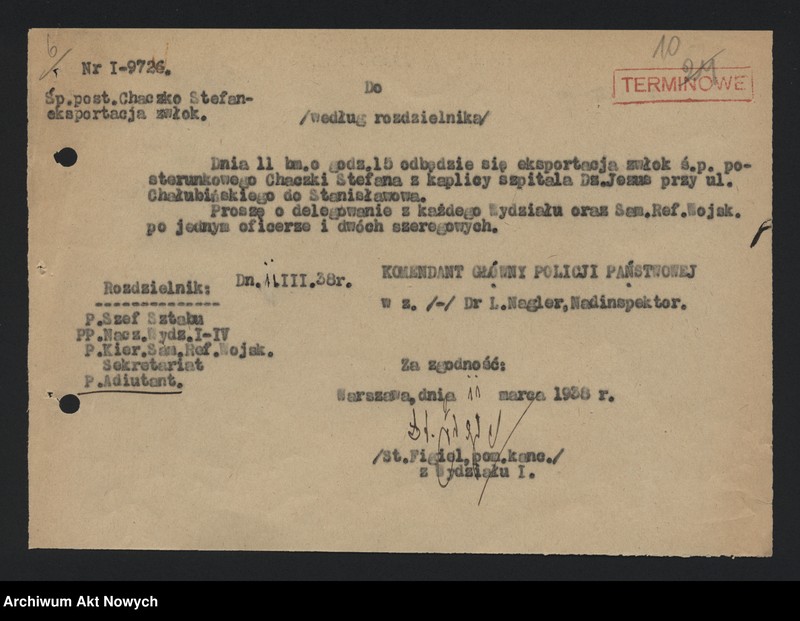 6/
10
21
Nr I-9726.
TERMINOWE
Śp.post.Chaczko Stefan-
eksportacja zwłok.
Do
/według rozdzielnika/
Dnia 11 bm.o godz.15 odbędzie się eksportacja zwłok ś.p. po-
sterunkowego Chaczki Stefana z kaplicy szpitala Dz.Jezus przy ul.
Chałubińskiego do Stanisławowa.
Proszę o delegowanie z każdego Wydziału oraz Sam.Ref.Wojsk.
po jednym oficerze i dwóch szeregowych.
Dn.11.III.38r.
KOMENDANT GŁÓWNY POLICJI PAŃSTWOWEJ
w z. /-/ Dr L.Nagler,Nadinspektor.
Rozdzielnik:
P.Szef Sztabu
PP.Nacz.Wydz.I-IV
P.Kier.Sam.Ref.Wojsk.
Sekretariat
P.Adiutant.
Za zgodność:
Warszawa,dnia 11 marca 1938 r.
/St.Figiel,pom.kanc./
z Wydziału I.
Archiwum Akt Nowych